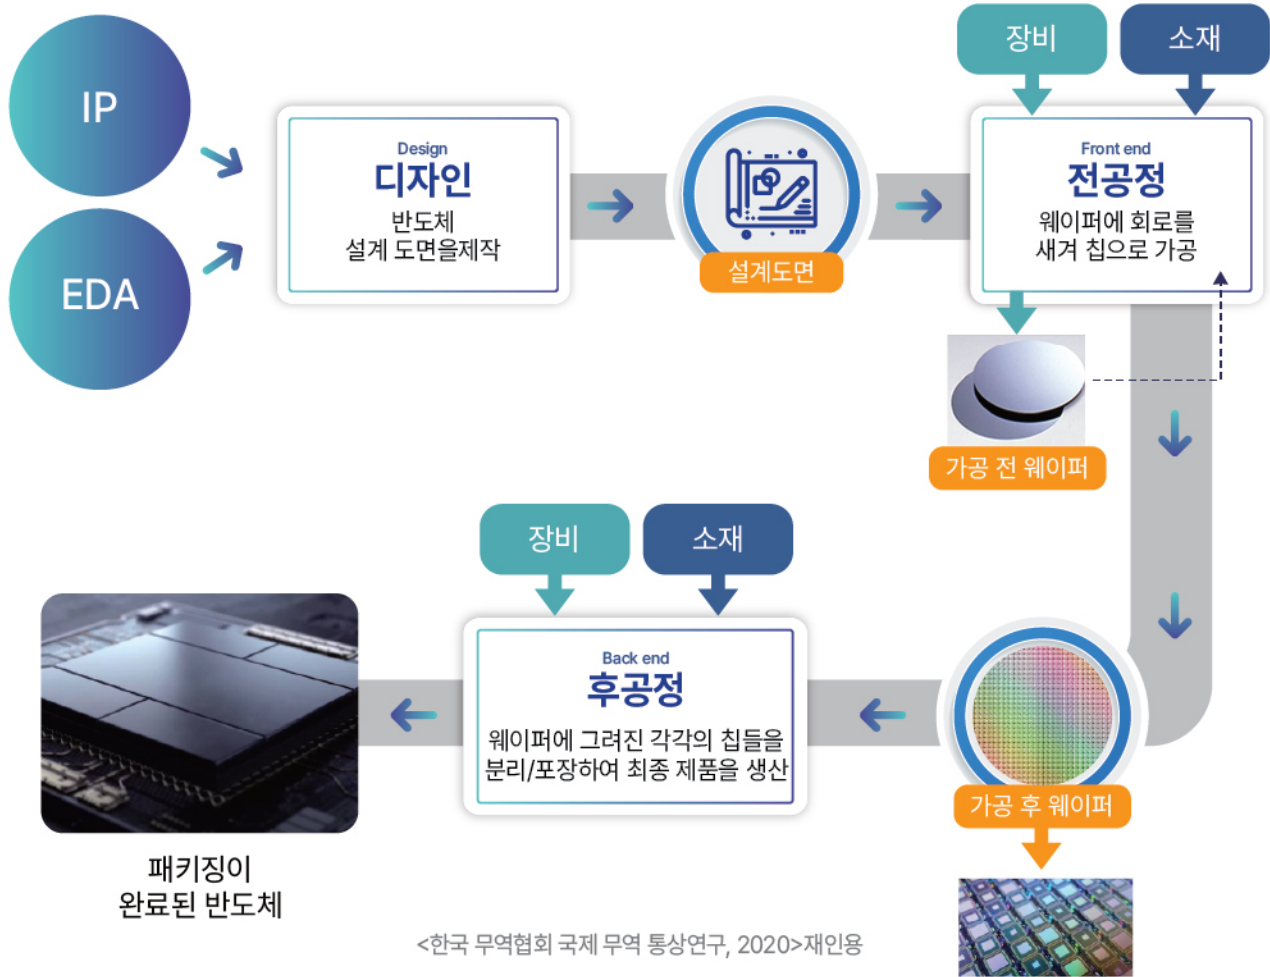 IP
EDA
Design
디자인
반도체
설계 도면을제작
설계도면
장비
소재
Front end
전공정
웨이퍼에 회로를
새겨 칩으로 가공
가공 전 웨이퍼
가공 후 웨이퍼
장비
소재
Back end
후공정
웨이퍼에 그려진 각각의 칩들을
분리/포장하여 최종 제품을 생산
패키징이
완료된 반도체
<한국 무역협회 국제 무역 통상연구, 2020>재인용